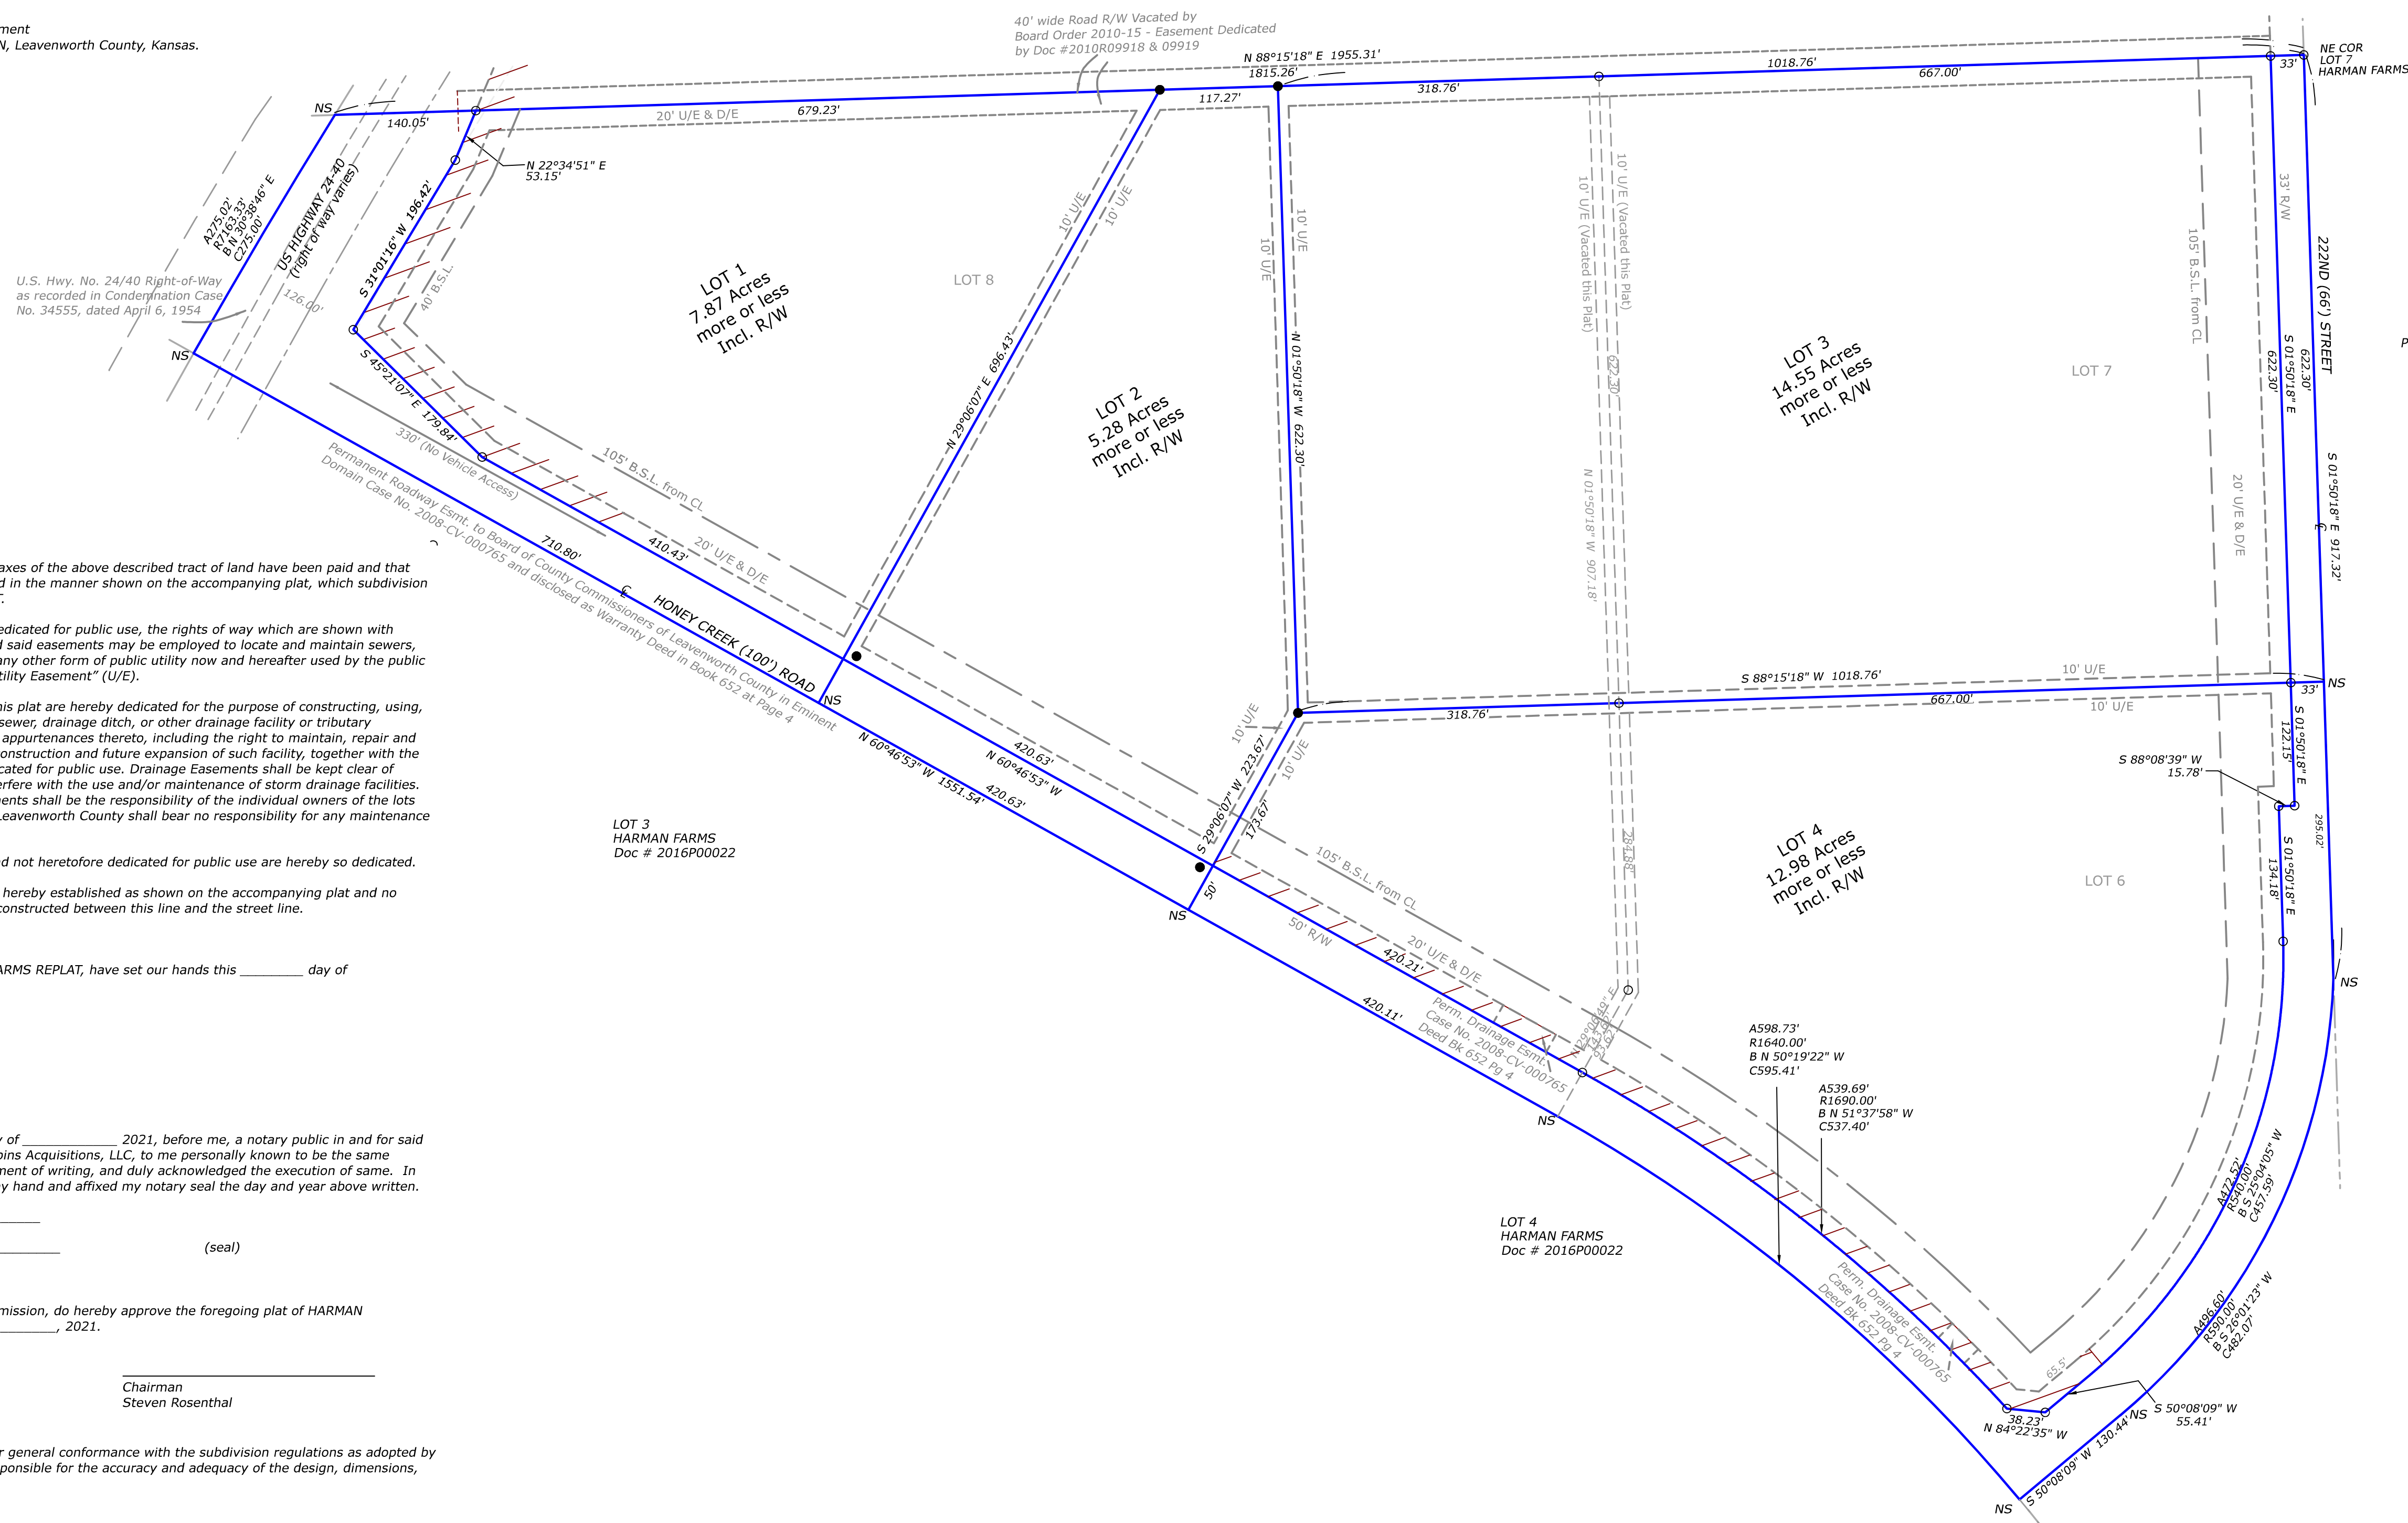 ment
N, Leavenworth County, Kansas.
40' wide Road R/W Vacated by
Board Order 2010-15 - Easement Dedicated
by Doc #2010R09918 & 09919
N 88°15'18" E 1955.31'
1815.26'
1018.76'
667.00'
33'
NE COR
LOT 7
HARMAN FARMS
NS
140.05'
20' U/E & D/E
679.23'
117.27'
318.76'
N 22°34'51" E
53.15'
A275.02'
R7163.33'
B N 30°38'46" E
C275.00'
US HIGHWAY 24-40
(right of way varies)
126.00'
S 31°01'16" W 196.42'
40' B.S.L.
U.S. Hwy. No. 24/40 Right-of-Way
as recorded in Condemnation Case
No. 34555, dated April 6, 1954
NS
LOT 1
7.87 Acres
more or less
Incl. R/W
LOT 8
10' U/E
10' U/E
N 29°06'07" E 696.43'
10' U/E
10' U/E
N 01°50'18" W 622.30'
LOT 2
5.28 Acres
more or less
Incl. R/W
10' U/E (Vacated this Plat)
10' U/E (Vacated this Plat)
622.30'
N 01°50'18" W 907.18'
LOT 3
14.55 Acres
more or less
Incl. R/W
LOT 7
105' B.S.L. from CL
33' R/W
20' U/E & D/E
622.30'
S 01°50'18" E
622.30'
222ND (66') STREET
S 01°50'18" E 917.32'
P
S 45°21'07" E 179.84'
330' (No Vehicle Access)
105' B.S.L. from CL
Permanent Roadway Esmt. to Board of County Commissioners of Leavenworth County in Eminent
Domain Case No. 2008-CV-000765 and disclosed as Warranty Deed in Book 652 at Page 4
710.80'
410.43'
20' U/E & D/E
HONEY CREEK (100') ROAD
NS
axes of the above described tract of land have been paid and that
d in the manner shown on the accompanying plat, which subdivision
T.
edicated for public use, the rights of way which are shown with
d said easements may be employed to locate and maintain sewers,
any other form of public utility now and hereafter used by the public
tility Easement” (U/E).
his plat are hereby dedicated for the purpose of constructing, using,
sewer, drainage ditch, or other drainage facility or tributary
appurtenances thereto, including the right to maintain, repair and
construction and future expansion of such facility, together with the
cated for public use. Drainage Easements shall be kept clear of
erfere with the use and/or maintenance of storm drainage facilities.
ents shall be the responsibility of the individual owners of the lots
Leavenworth County shall bear no responsibility for any maintenance
d not heretofore dedicated for public use are hereby so dedicated.
hereby established as shown on the accompanying plat and no
constructed between this line and the street line.
ARMS REPLAT, have set our hands this _________ day of
N 60°46'53" W 1551.54'
420.63'
N 60°46'53" W
420.63'
10' U/E
S 29°06'07" W 223.67'
10' U/E
173.67'
50'
NS
318.76'
S 88°15'18" W 1018.76'
667.00'
10' U/E
10' U/E
33'
NS
S 01°50'18" E
122.15'
S 88°08'39" W
15.78'
295.02'
S 01°50'18" E
134.18'
NS
LOT 3
HARMAN FARMS
Doc # 2016P00022
LOT 4
12.98 Acres
more or less
Incl. R/W
LOT 6
284.88'
105' B.S.L. from CL
50' R/W
20' U/E & D/E
420.21'
420.11'
Perm. Drainage Esmt.
Case No. 2008-CV-000765
Deed Bk 652 Pg 4
143.62'
93.62'
NS
A598.73'
R1640.00'
B N 50°19'22" W
C595.41'
A539.69'
R1690.00'
B N 51°37'58" W
C537.40'
y of _____________ 2021, before me, a notary public in and for said
bins Acquisitions, LLC, to me personally known to be the same
ment of writing, and duly acknowledged the execution of same. In
y hand and affixed my notary seal the day and year above written.
(seal)
LOT 4
HARMAN FARMS
Doc # 2016P00022
A472.52'
R540.00'
B S 25°04'05" W
C457.59'
A496.60'
R590.00'
B S 26°01'23" W
C482.07'
Perm. Drainage Esmt.
Case No. 2008-CV-000765
Deed Bk 652 Pg 4
65.5'
mission, do hereby approve the foregoing plat of HARMAN
________, 2021.
Chairman
Steven Rosenthal
38.23'
N 84°22'35" W
NS
S 50°08'09" W
55.41'
S 50°08'09" W 130.44'
NS
r general conformance with the subdivision regulations as adopted by
ponsible for the accuracy and adequacy of the design, dimensions,